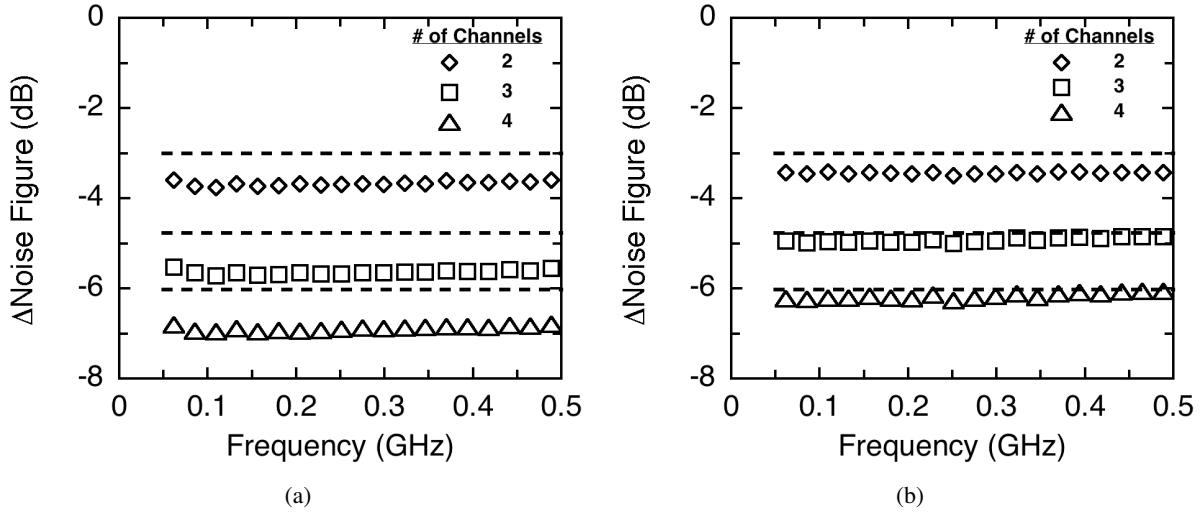 0
-2
-4
-6
-8
ΔNoise Figure (dB)
# of Channels
2
3
4
0 0.1 0.2 0.3 0.4 0.5
Frequency (GHz)
(a)
0
-2
-4
-6
-8
ΔNoise Figure (dB)
# of Channels
2
3
4
0 0.1 0.2 0.3 0.4 0.5
Frequency (GHz)
(b)